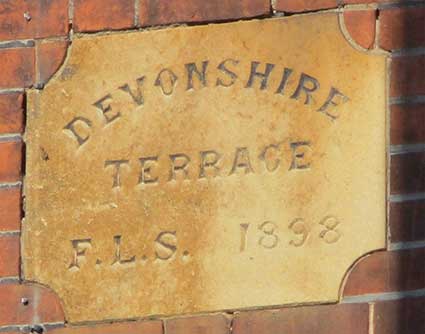 DEVONSHIRE
TERRACE
F.L.S. 1898